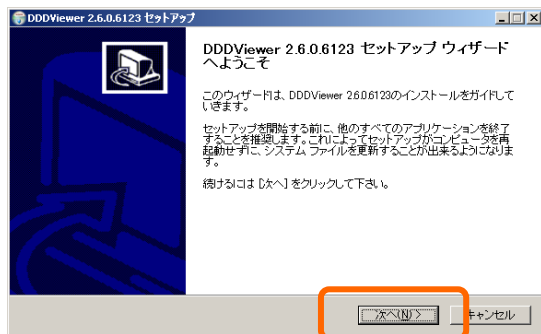 DDDViewer 2.6.0.6123 セットアップ
DDDViewer 2.6.0.6123 セットアップ ウィザード
へようこそ
このウィザードは、DDDViewer 2.6.0.6123のインストールをガイドして
いきます。
セットアップを開始する前に、他のすべてのアプリケーションを終了
することを推奨します。これによってセットアップがコンピュータを再
起動せずに、システム ファイルを更新することが出来るようになりま
す。
続けるには [次へ] をクリックして下さい。
次へ(N) >
キャンセル